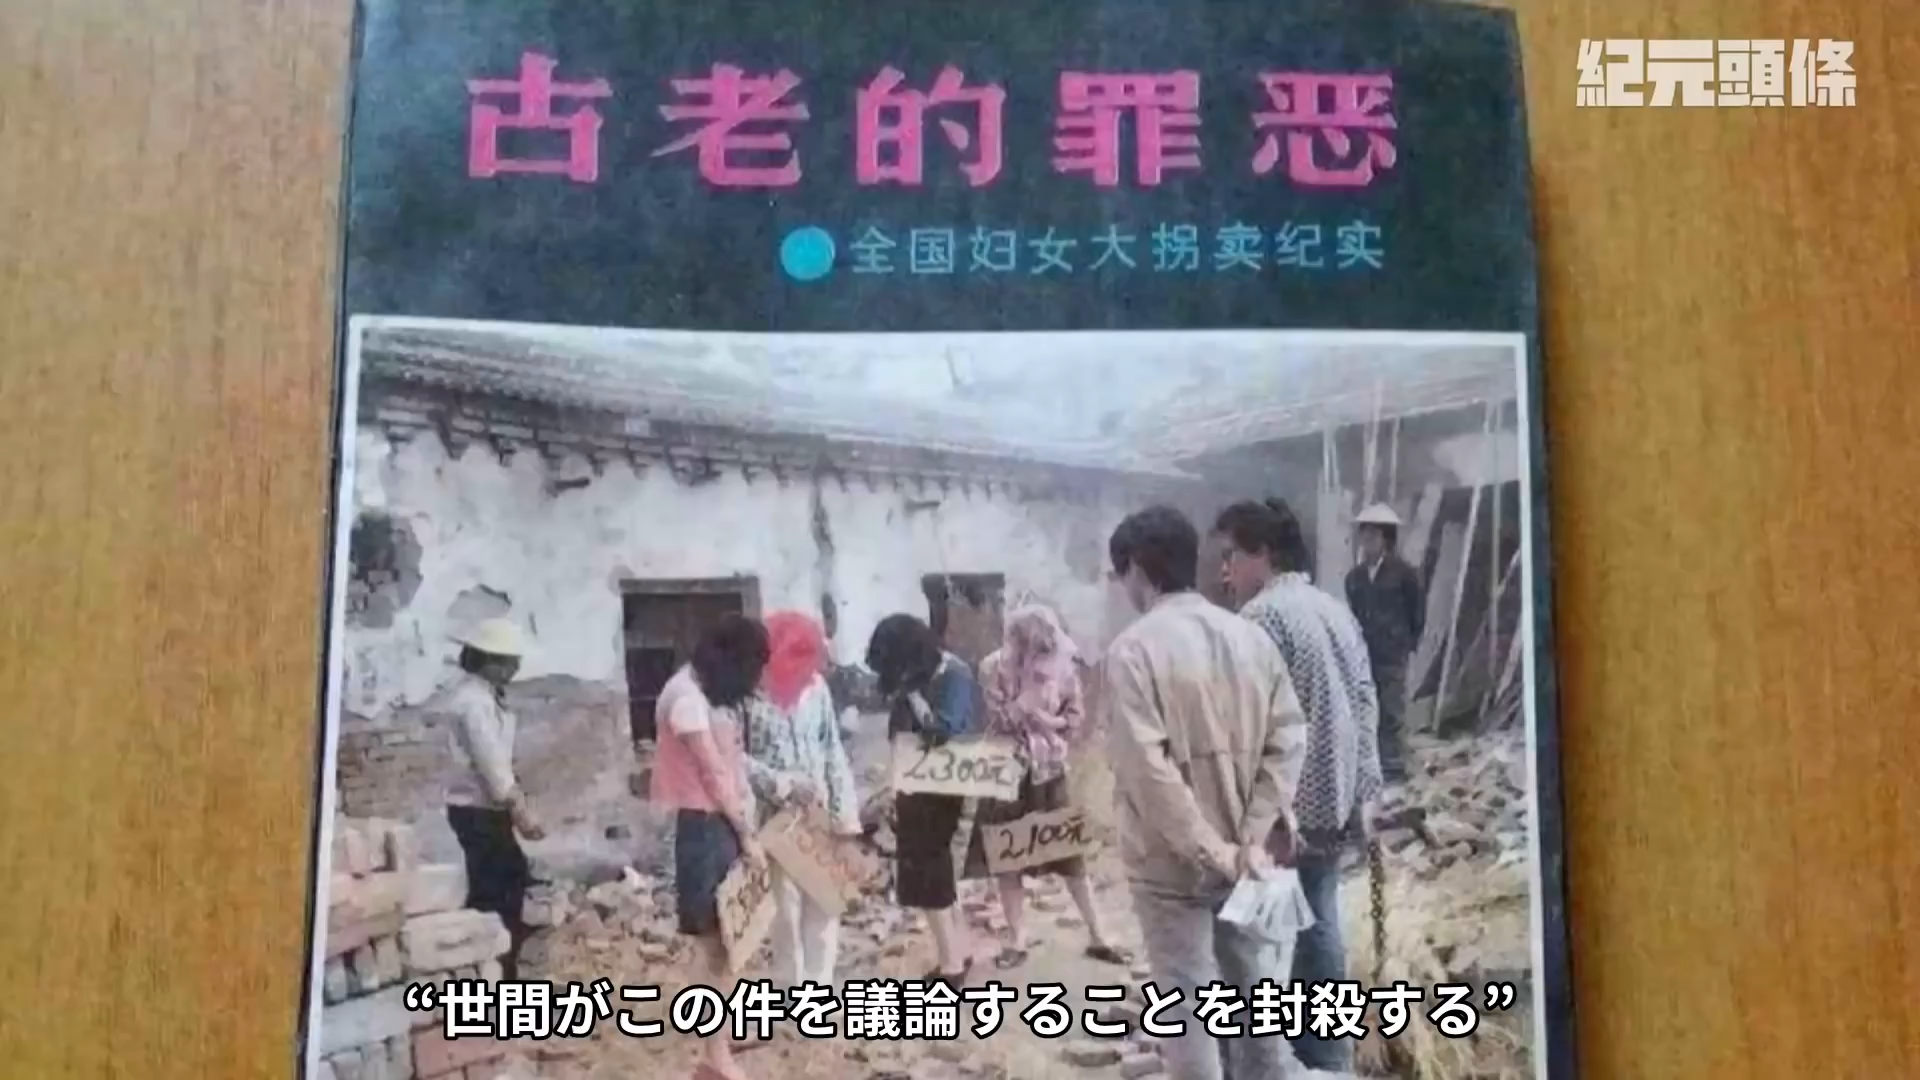 紀元頭條
古老的罪恶
全国妇女大拐卖纪实
2300元
2,100元
“世間がこの件を議論することを封殺する”